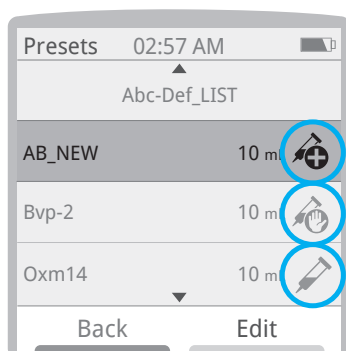 Presets 02:57 AM
Abc-Def_LIST
AB_NEW 10 m
Bvp-2 10 m
Oxm14 10 m
Back Edit